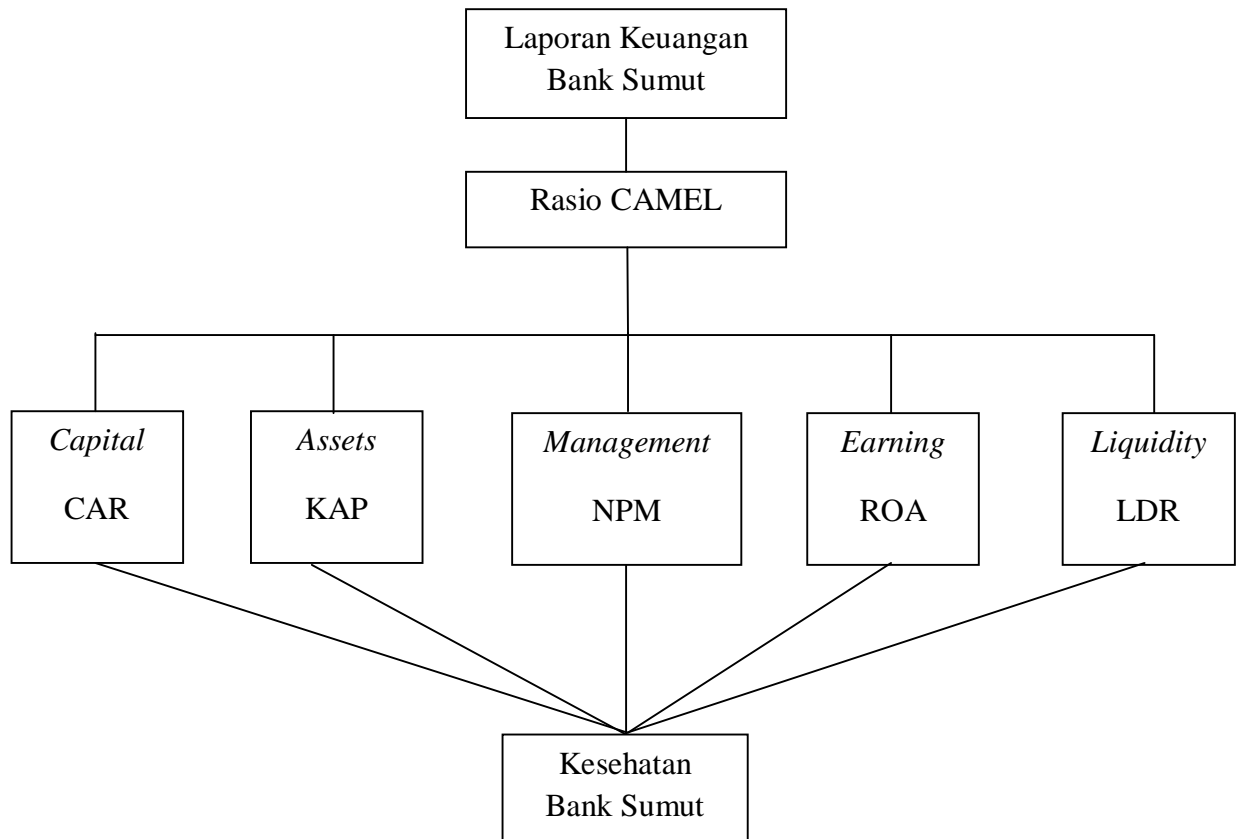 Laporan Keuangan
Bank Sumut
Rasio CAMEL
Capital
CAR
Assets
KAP
Management
NPM
Earning
ROA
Liquidity
LDR
Kesehatan
Bank Sumut